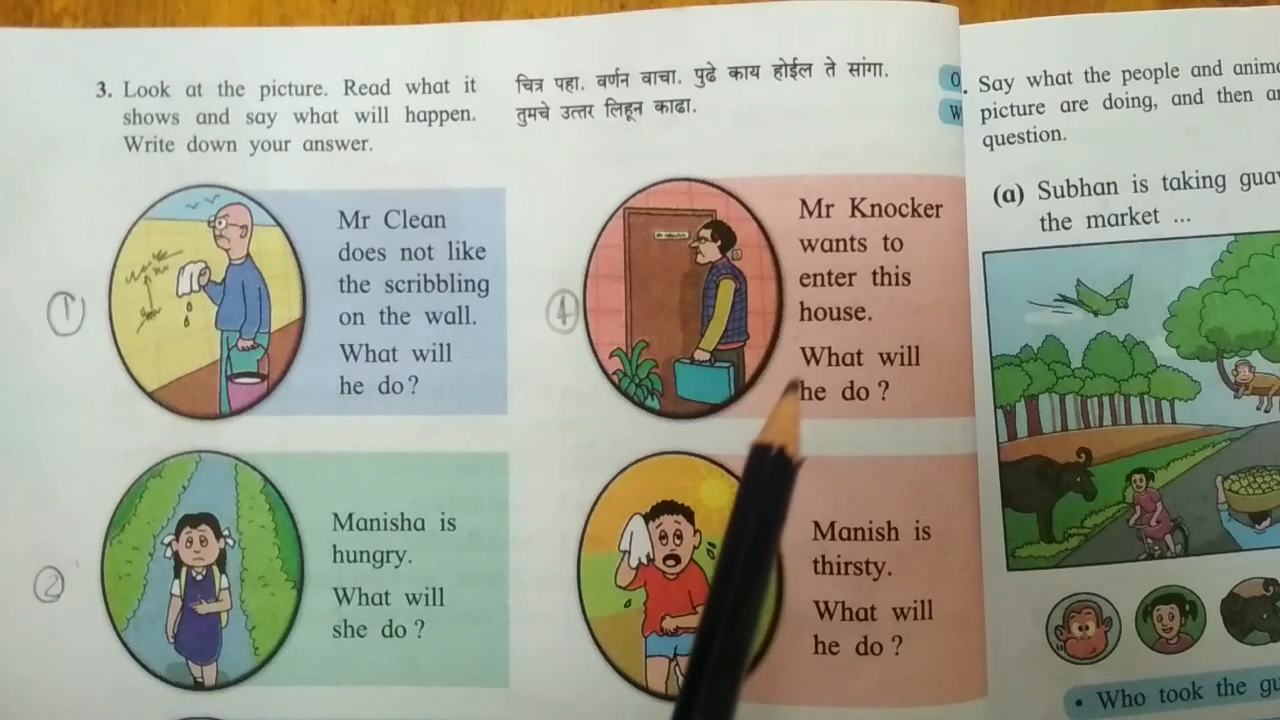 3. Look at the picture. Read what it
shows and say what will happen.
Write down your answer.
चित्र पहा. वर्णन वाचा. पुढे काय होईल ते सांगा.
तुमचे उत्तर लिहून काढा.
1
Mr Clean
does not like
the scribbling
on the wall.
What will
he do?
4
Mr Knocker
wants to
enter this
house.
What will
he do?
2
Manisha is
hungry.
What will
she do?
Manish is
thirsty.
What will
he do?
Say what the people and
picture are doing, and then
question.
(a) Subhan is taking
the market ...
• Who took the